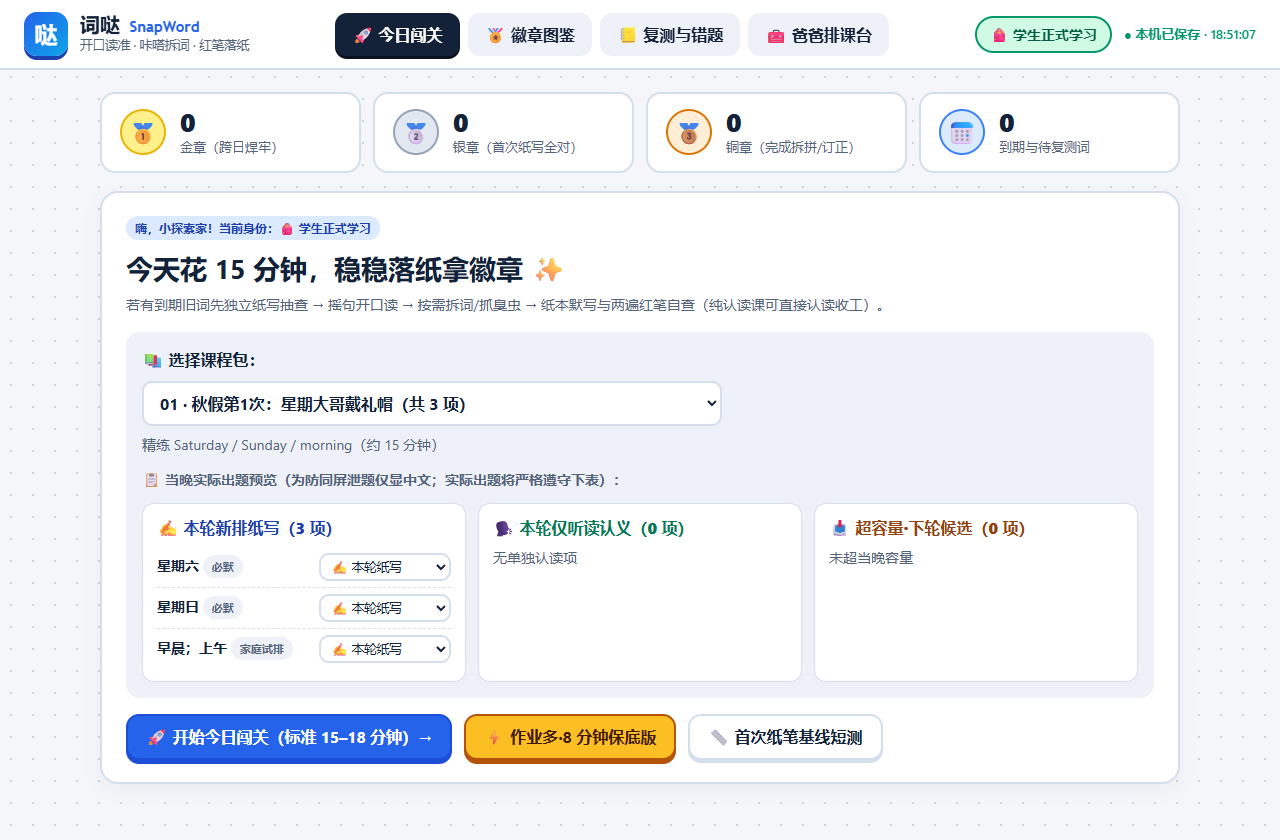 哒
词哒 SnapWord
开口读准 · 咔嗒拆词 · 红笔落纸
🚀 今日闯关
🏅 徽章图鉴
📒 复测与错题
🧰 爸爸排课台
🎒 学生正式学习
● 本机已保存 · 18:51:07
🥇 0
金章（跨日焊牢）
🥈 0
银章（首次纸写全对）
🥉 0
铜章（完成拆拼/订正）
📅 0
到期与待复测词
嗨，小探索家！当前身份：🎒 学生正式学习
今天花 15 分钟，稳稳落纸拿徽章 ✨
若有到期旧词先独立纸写抽查 → 摇句开口读 → 按需拆词/抓臭虫 → 纸本默写与两遍红笔自查（纯认读课可直接认读收工）。
📚 选择课程包：
01 · 秋假第1次：星期大哥戴礼帽（共 3 项）
精练 Saturday / Sunday / morning（约 15 分钟）
📋 当晚实际出题预览（为防同屏泄题仅显中文；实际出题将严格遵守下表）：
✍️ 本轮新排纸写（3 项）
星期六 必默 ✍️ 本轮纸写
星期日 必默 ✍️ 本轮纸写
早晨；上午 家庭试排 ✍️ 本轮纸写
🗣️ 本轮仅听读认义（0 项）
无单独认读项
📥 超容量·下轮候选（0 项）
未超当晚容量
🚀 开始今日闯关（标准 15–18 分钟）→
⚡ 作业多·8 分钟保底版
📏 首次纸笔基线短测